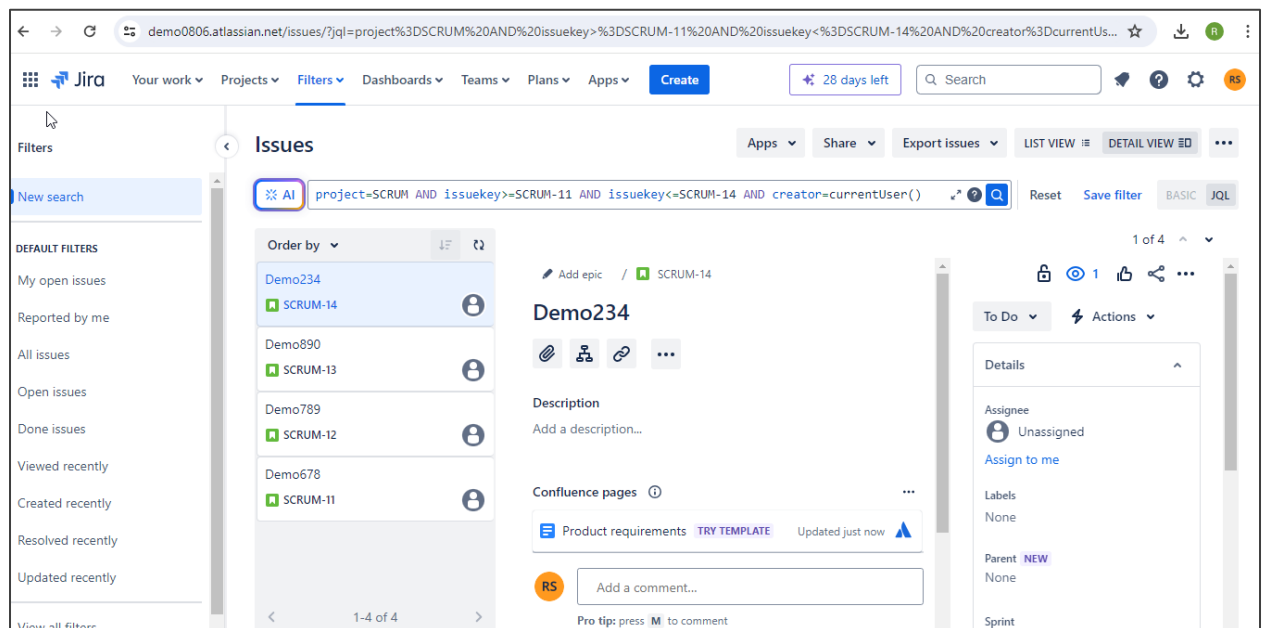 demo0806.atlassian.net/issues/?jql=project%3DSCRUM%20AND%20issuekey>%3DSCRUM-11%20AND%20issuekey<%3DSCRUM-14%20AND%20creator%3DcurrentUs... R
Jira Your work Projects Filters Dashboards Teams Plans Apps Create 28 days left Search RS
Filters
New search
DEFAULT FILTERS
My open issues
Reported by me
All issues
Open issues
Done issues
Viewed recently
Created recently
Resolved recently
Updated recently
View all filters
Issues Apps Share Export issues LIST VIEW DETAIL VIEW
AI project=SCRUM AND issuekey>=SCRUM-11 AND issuekey<=SCRUM-14 AND creator=currentUser() Reset Save filter BASIC JQL
Order by
Demo234
SCRUM-14
Demo890
SCRUM-13
Demo789
SCRUM-12
Demo678
SCRUM-11
1-4 of 4
1 of 4
Add epic / SCRUM-14
Demo234
Description
Add a description...
Confluence pages
Product requirements TRY TEMPLATE Updated just now
RS Add a comment...
Pro tip: press M to comment
1
To Do Actions
Details
Assignee
Unassigned
Assign to me
Labels
None
Parent NEW
None
Sprint